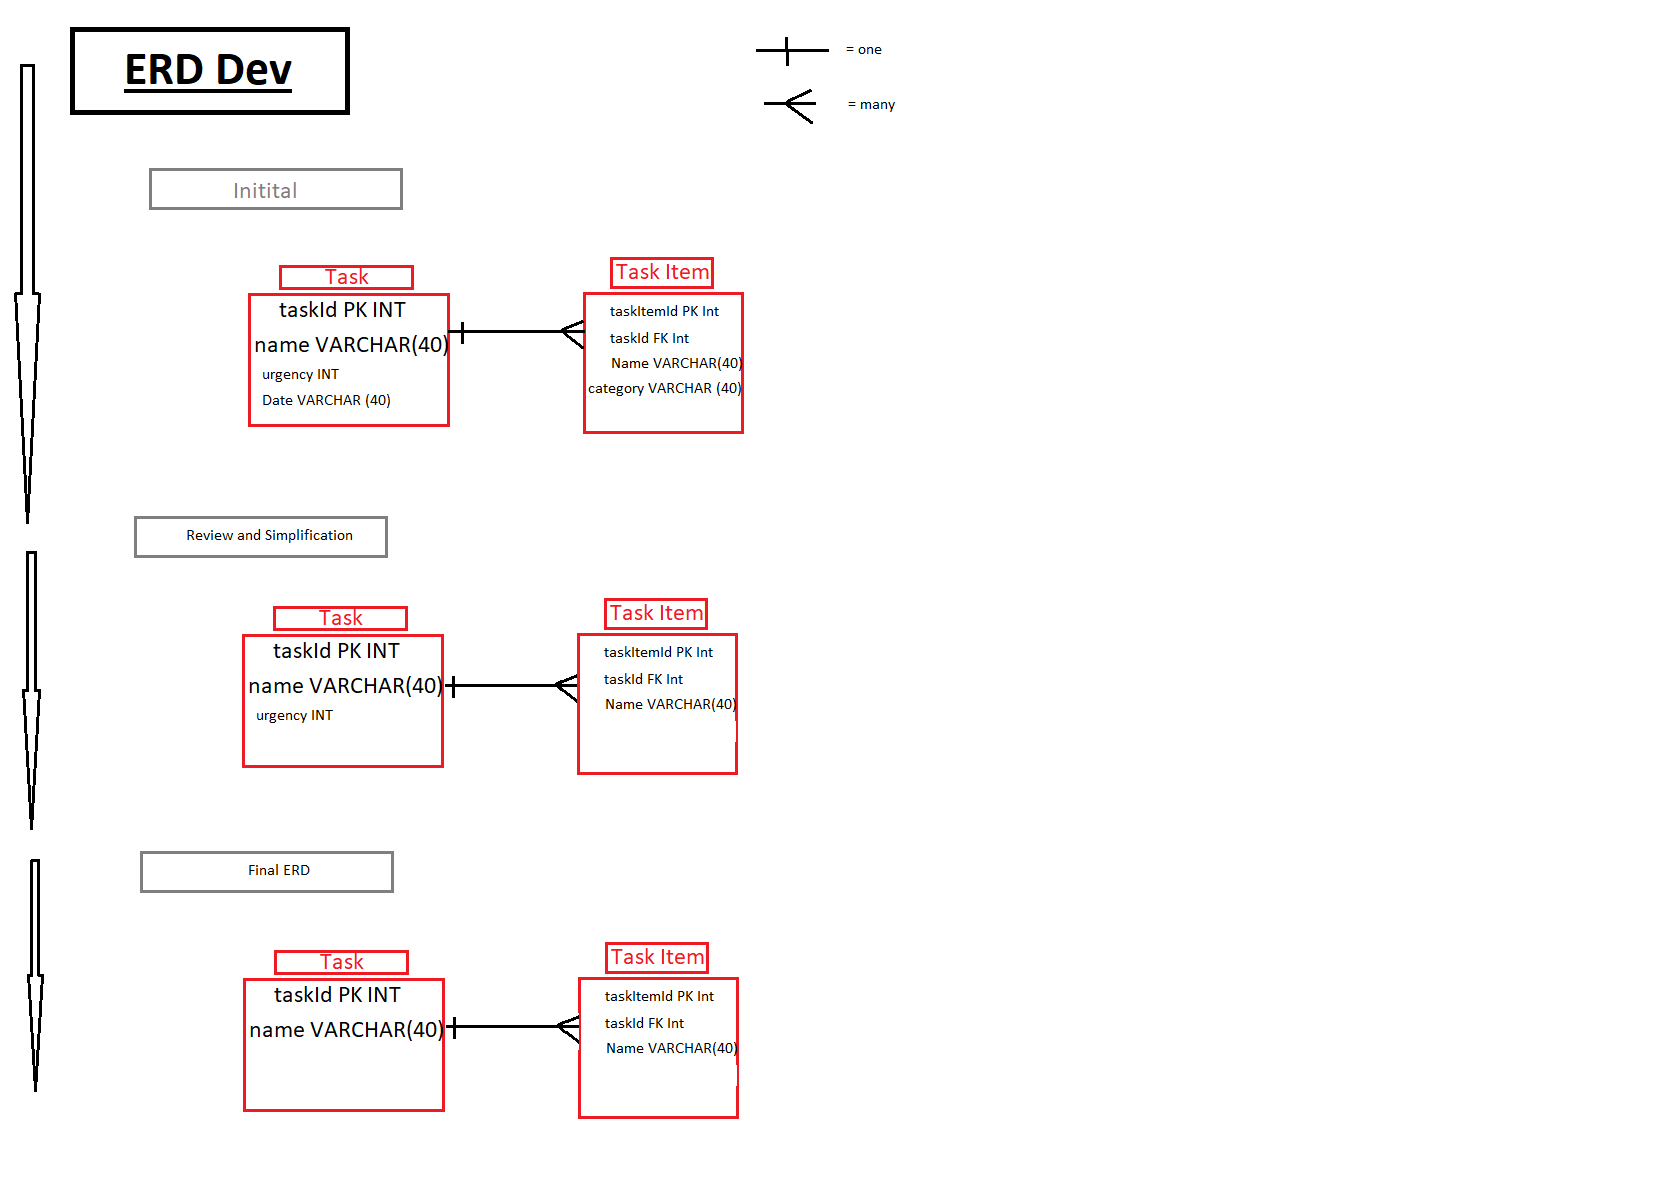 ERD Dev
= one
= many
Initital
Task
taskId PK INT
name VARCHAR(40)
urgency INT
Date VARCHAR (40)
Task Item
taskItemId PK Int
taskId FK Int
Name VARCHAR(40)
category VARCHAR (40)
Review and Simplification
Task
taskId PK INT
name VARCHAR(40)
urgency INT
Task Item
taskItemId PK Int
taskId FK Int
Name VARCHAR(40)
Final ERD
Task
taskId PK INT
name VARCHAR(40)
Task Item
taskItemId PK Int
taskId FK Int
Name VARCHAR(40)